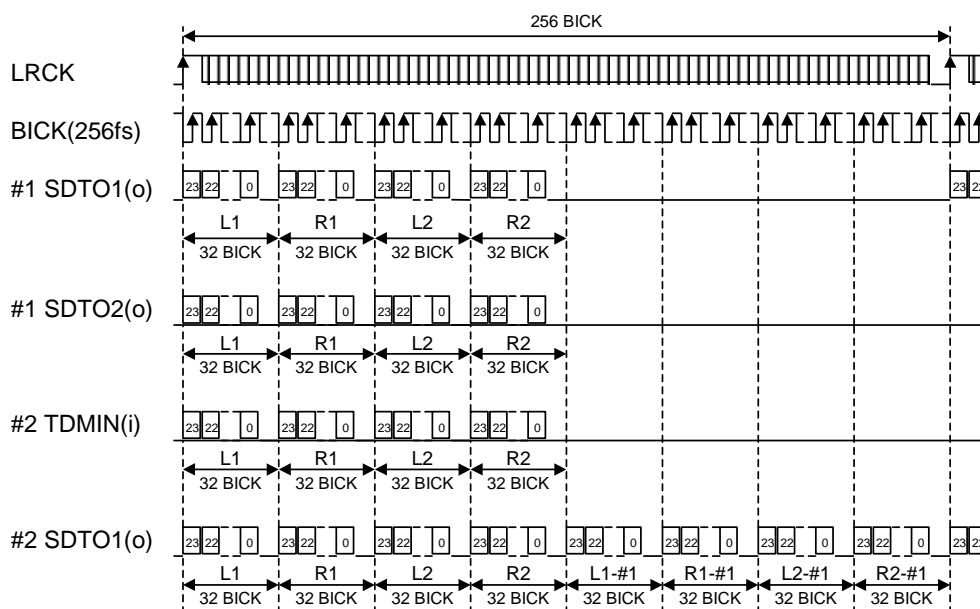 256 BICK
LRCK
BICK(256fs)
#1 SDTO1(o)
23 22 0 23 22 0 23 22 0 23 22 0 23 22
L1 R1 L2 R2
32 BICK 32 BICK 32 BICK 32 BICK
#1 SDTO2(o)
23 22 0 23 22 0 23 22 0 23 22 0
L1 R1 L2 R2
32 BICK 32 BICK 32 BICK 32 BICK
#2 TDMIN(i)
23 22 0 23 22 0 23 22 0 23 22 0
L1 R1 L2 R2
32 BICK 32 BICK 32 BICK 32 BICK
#2 SDTO1(o)
23 22 0 23 22 0 23 22 0 23 22 0 23 22 0 23 22 0 23 22 0 23 22 0 23 22
L1 R1 L2 R2 L1-#1 R1-#1 L2-#1 R2-#1
32 BICK 32 BICK 32 BICK 32 BICK 32 BICK 32 BICK 32 BICK 32 BICK